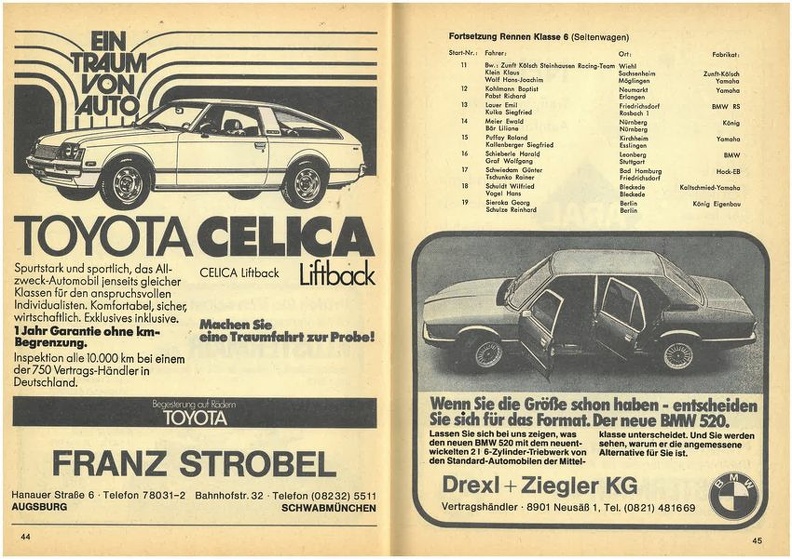 EIN
TRAUM
VON
AUTO
TOYOTA CELICA
Liftback
CELICA Liftback
Spurtstark und sportlich, das All-
zweck-Automobil jenseits gleicher
Klassen für den anspruchsvollen
Individualisten. Komfortabel, sicher,
wirtschaftlich. Exklusives inklusive.
1 Jahr Garantie ohne km-
Begrenzung.
Inspektion alle 10.000 km bei einem
der 750 Vertrags-Händler in
Deutschland.
Machen Sie
eine Traumfahrt zur Probe!
Begeisterung auf Rädern
TOYOTA
FRANZ STROBEL
Hanauer Straße 6 · Telefon 78031-2 Bahnhofstr. 32 · Telefon (08232) 5511
AUGSBURG SCHWABMÜNCHEN
44
Fortsetzung Rennen Klasse 6 (Seitenwagen)
Start-Nr.: Fahrer: Ort: Fabrikat:
11 Bw.: Zunft Kölsch Steinhausen Racing-Team Wiehl
Klein Klaus Sachsenheim Zunft-Kölsch
Wolf Hans-Joachim Möglingen Yamaha
12 Kohlmann Baptist Neumarkt Yamaha
Pabst Richard Erlangen
13 Lauer Emil Friedrichsdorf BMW RS
Kulke Siegfried Rosbach 1
14 Meier Ewald Nürnberg König
Bär Liliane Nürnberg
15 Puffay Roland Kirchheim Yamaha
Kallenberger Siegfried Esslingen
16 Schieberle Harald Leonberg BMW
Graf Wolfgang Stuttgart
17 Schwiedam Günter Bad Homburg Hock-EB
Tschunko Rainer Friedrichsdorf
18 Schuldt Wilfried Bleckede Kaltschmied-Yamaha
Vogel Hans Bleckede
19 Sieroka Georg Berlin König Eigenbau
Schulze Reinhard Berlin
Wenn Sie die Größe schon haben - entscheiden
Sie sich für das Format. Der neue BMW 520.
Lassen Sie sich bei uns zeigen, was
den neuen BMW 520 mit dem neuent-
wickelten 2 l 6-Zylinder-Triebwerk von
den Standard-Automobilen der Mittel-
klasse unterscheidet. Und Sie werden
sehen, warum er die angemessene
Alternative für Sie ist.
Drexl + Ziegler KG
Vertragshändler · 8901 Neusäß 1, Tel. (0821) 481669
BMW
45